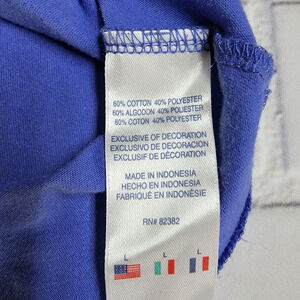 60% COTTON 40% POLYESTER
60% ALGODON 40% POLIESTER
60% COTON 40% POLYESTER
EXCLUSIVE OF DECORATION
EXCLUSIVO DE DECORACIÓN
EXCLUSIF DE DÉCORATION
MADE IN INDONESIA
HECHO EN INDONESIA
FABRIQUÉ EN INDONÉSIE
RN# 82382
L L L